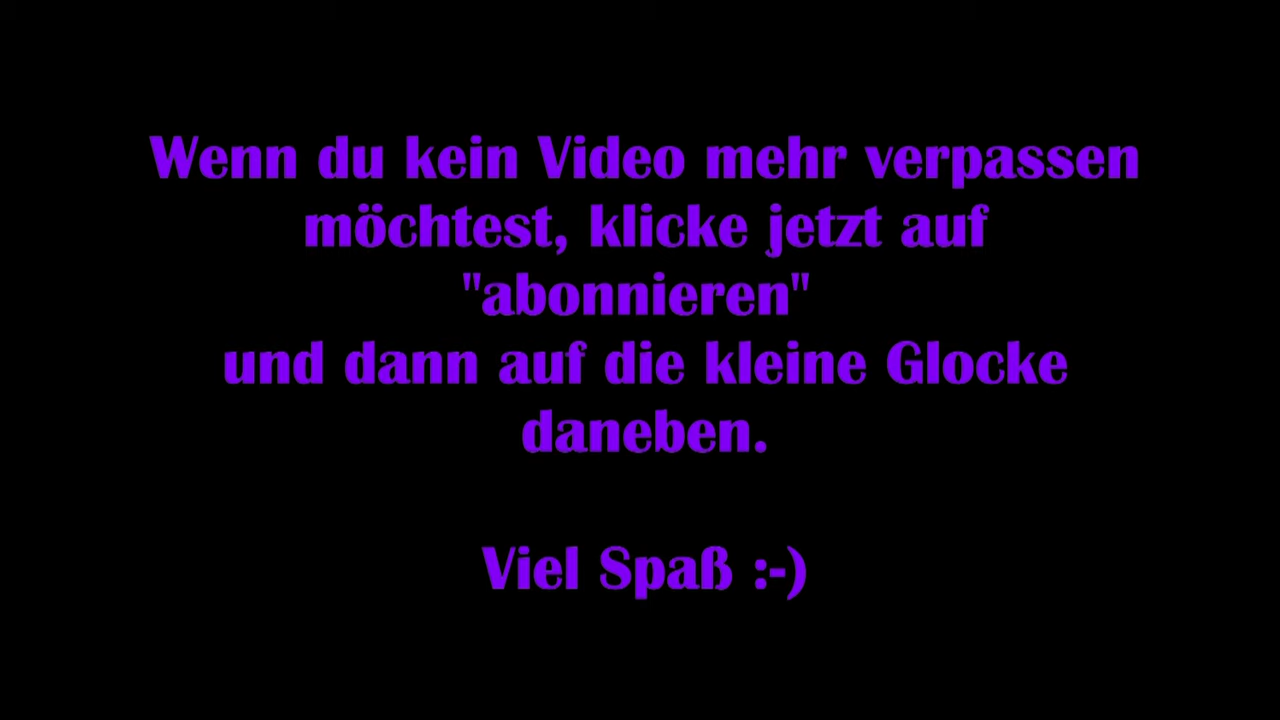 Wenn du kein Video mehr verpassen
möchtest, klicke jetzt auf
"abonnieren"
und dann auf die kleine Glocke
daneben.
Viel Spaß :-)